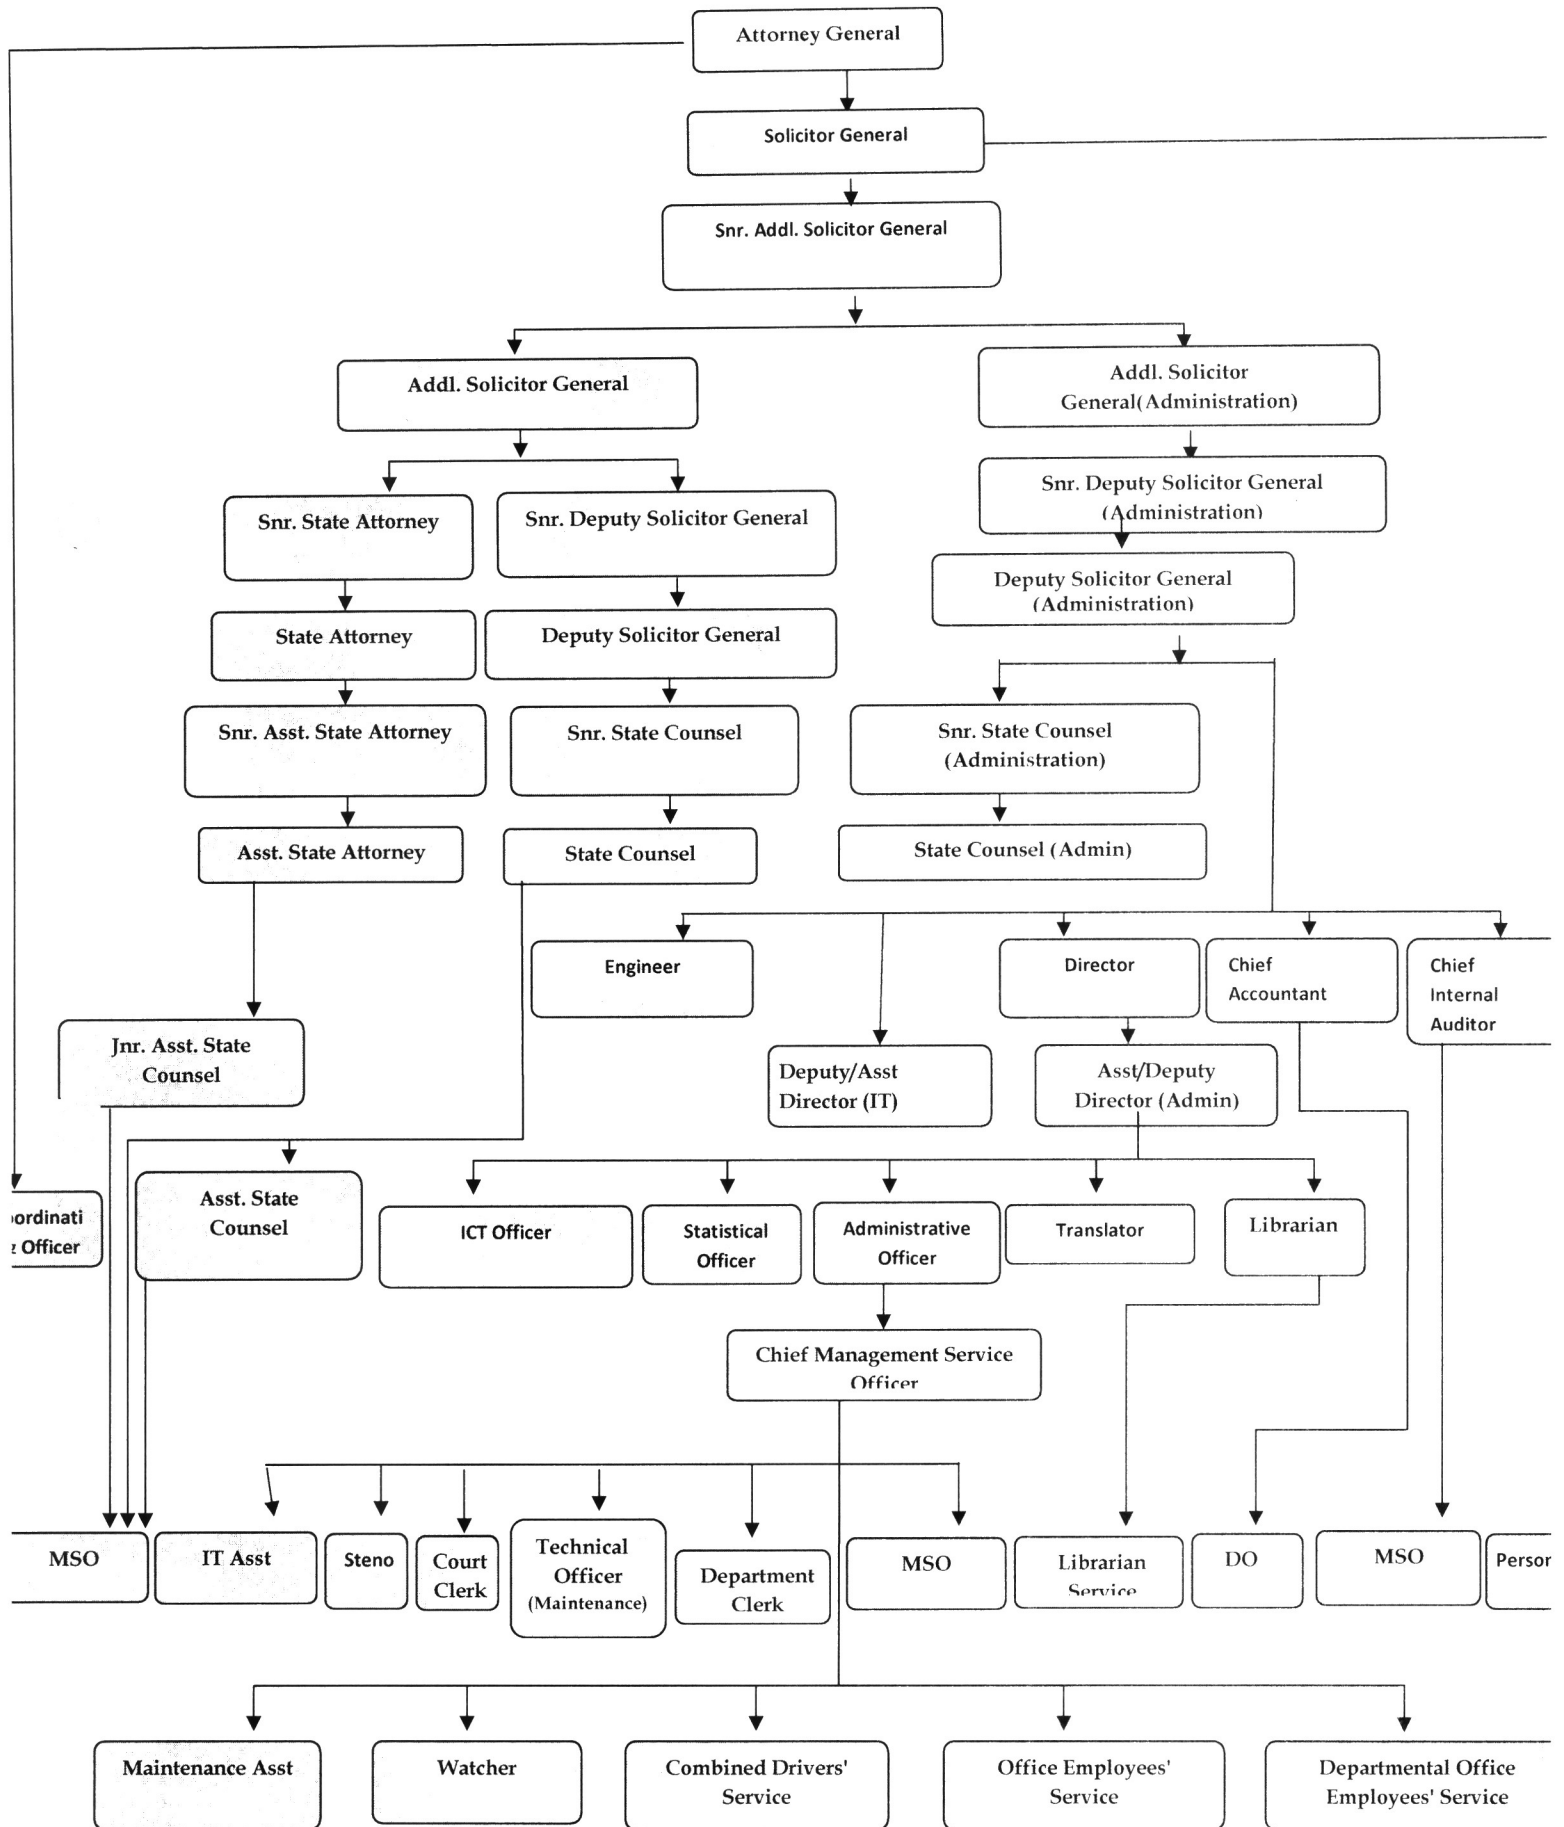 Attorney General
Solicitor General
Snr. Addl. Solicitor General
Addl. Solicitor General
Addl. Solicitor
General(Administration)
Snr. State Attorney
Snr. Deputy Solicitor General
Snr. Deputy Solicitor General
(Administration)
Deputy Solicitor General
(Administration)
State Attorney
Deputy Solicitor General
Snr. Asst. State Attorney
Snr. State Counsel
Snr. State Counsel
(Administration)
Asst. State Attorney
State Counsel
State Counsel (Admin)
Engineer
Director
Chief
Accountant
Chief
Internal
Auditor
Jnr. Asst. State
Counsel
Deputy/Asst
Director (IT)
Asst/Deputy
Director (Admin)
ordinati
Officer
Asst. State
Counsel
ICT Officer
Statistical
Officer
Administrative
Officer
Translator
Librarian
Chief Management Service
Officer
MSO
IT Asst
Steno
Court
Clerk
Technical
Officer
(Maintenance)
Department
Clerk
MSO
Librarian
Service
DO
MSO
Person
Maintenance Asst
Watcher
Combined Drivers'
Service
Office Employees'
Service
Departmental Office
Employees' Service